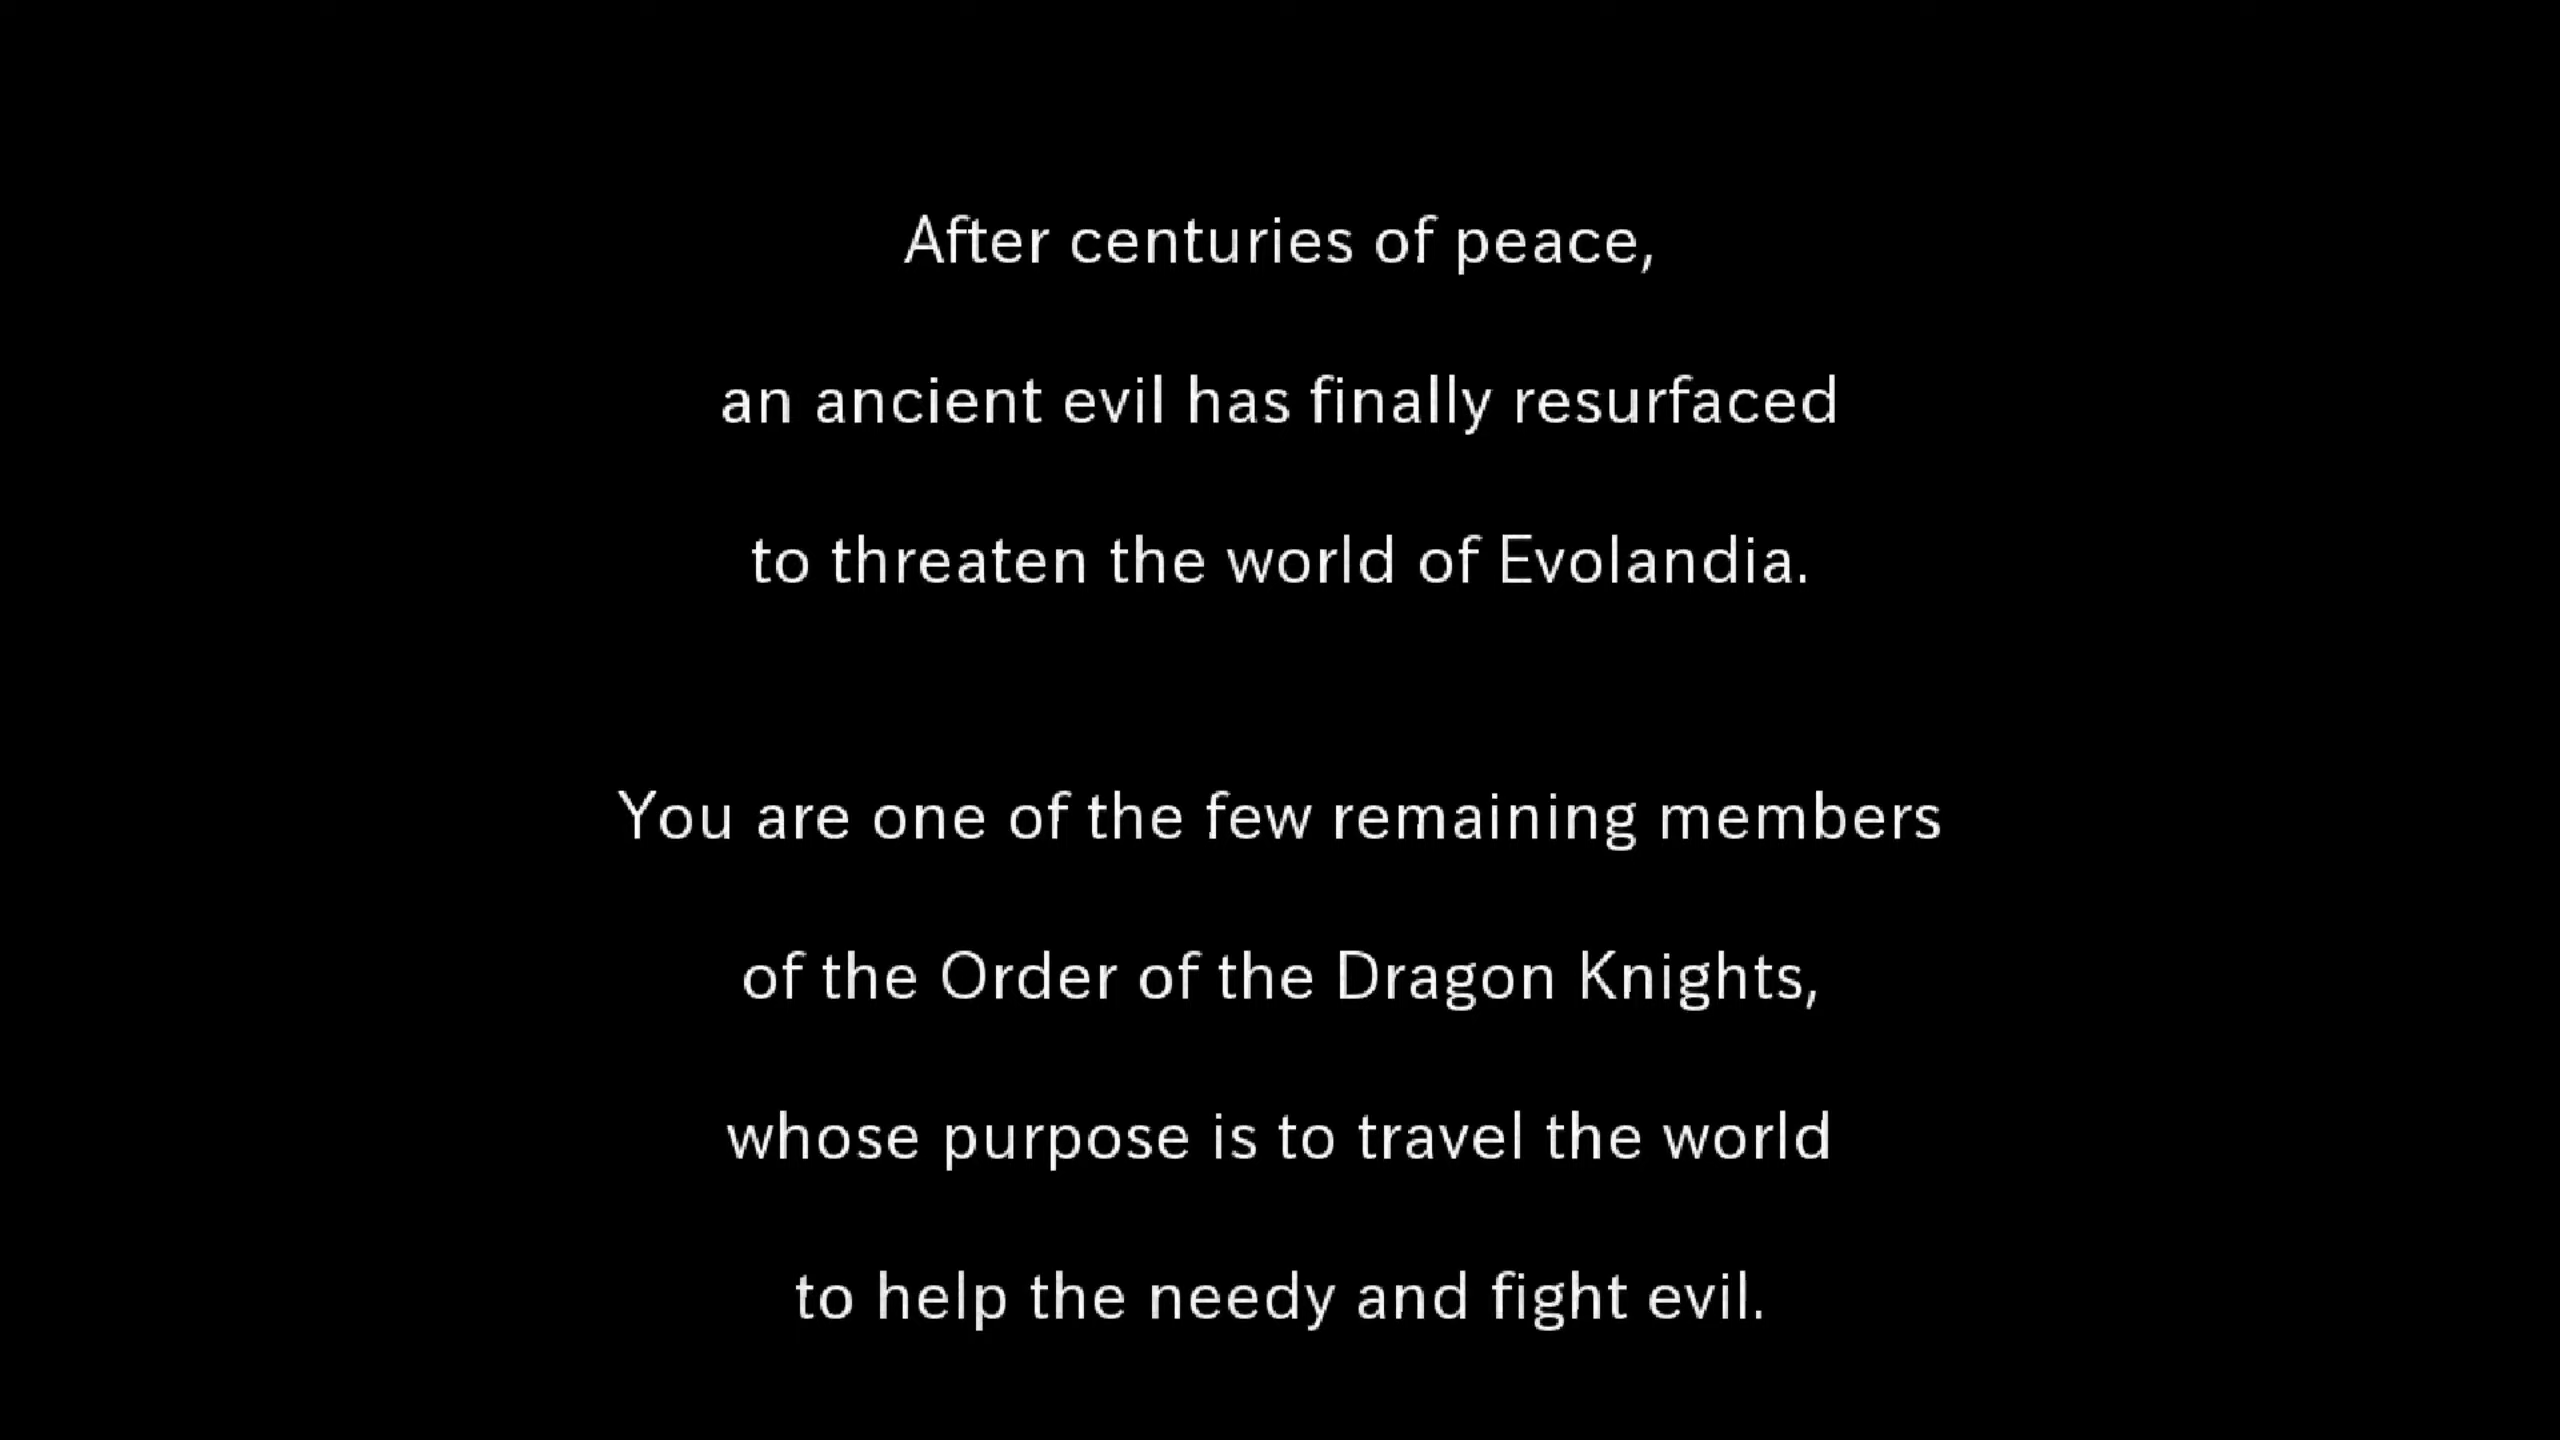 After centuries of peace,
an ancient evil has finally resurfaced
to threaten the world of Evolandia.
You are one of the few remaining members
of the Order of the Dragon Knights,
whose purpose is to travel the world
to help the needy and fight evil.